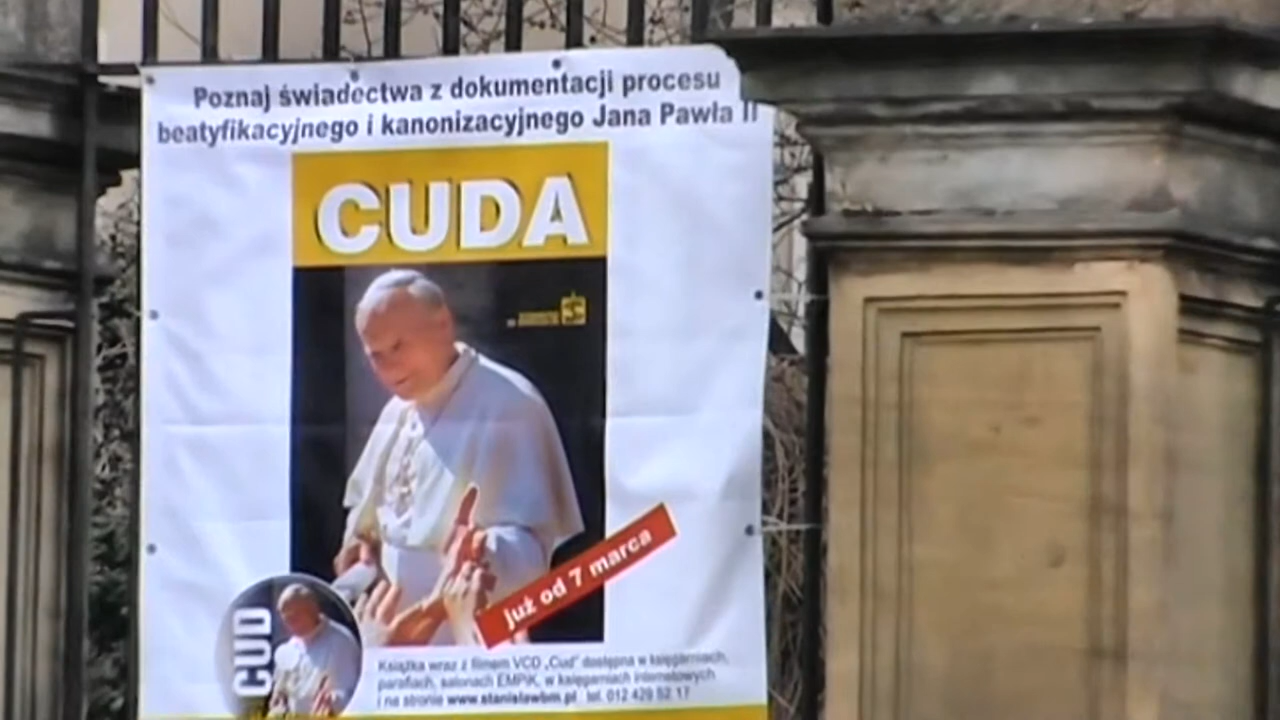 Poznaj świadectwa z dokumentacji procesu
beatyfikacyjnego i kanonizacyjnego Jana Pawła II
CUDA
już od 7 marca
CUD
Książka wraz z filmem VCD „Cud" dostępna w księgarniach,
parafiach, salonach EMPiK, w księgarniach internetowych
i na stronie www.stanislawbm.pl tel. 012 429 52 17